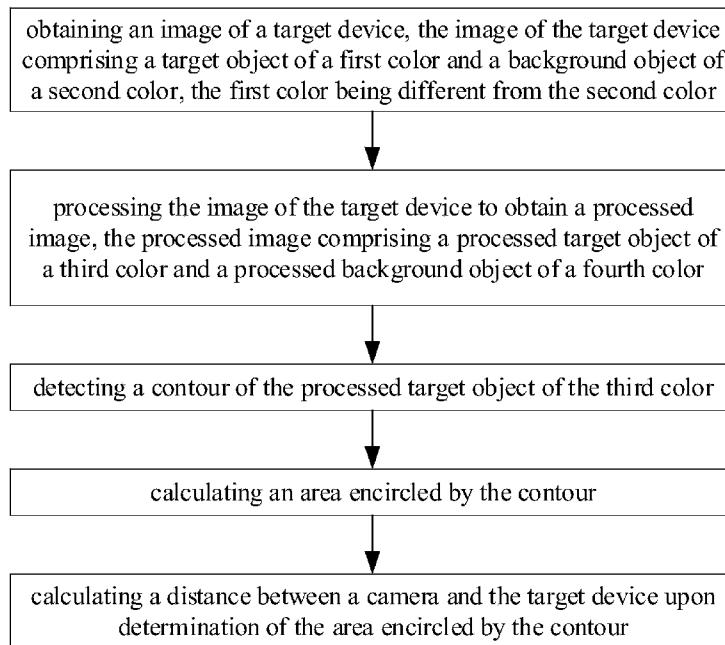 obtaining an image of a target device, the image of the target device
comprising a target object of a first color and a background object of
a second color, the first color being different from the second color
processing the image of the target device to obtain a processed
image, the processed image comprising a processed target object of
a third color and a processed background object of a fourth color
detecting a contour of the processed target object of the third color
calculating an area encircled by the contour
calculating a distance between a camera and the target device upon
determination of the area encircled by the contour